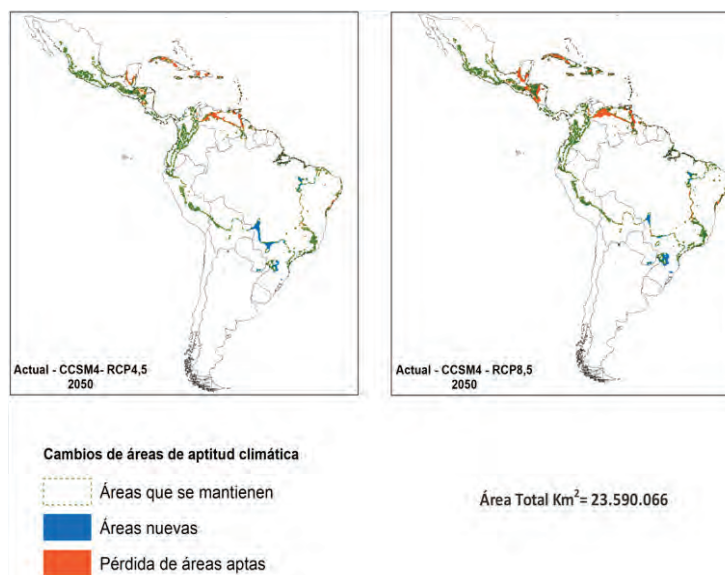 Actual - CCSM4- RCP4,5
2050
Actual - CCSM4 - RCP8,5
2050
Cambios de áreas de aptitud climática
Áreas que se mantienen
Áreas nuevas
Pérdida de áreas aptas
Área Total Km²= 23.590.066